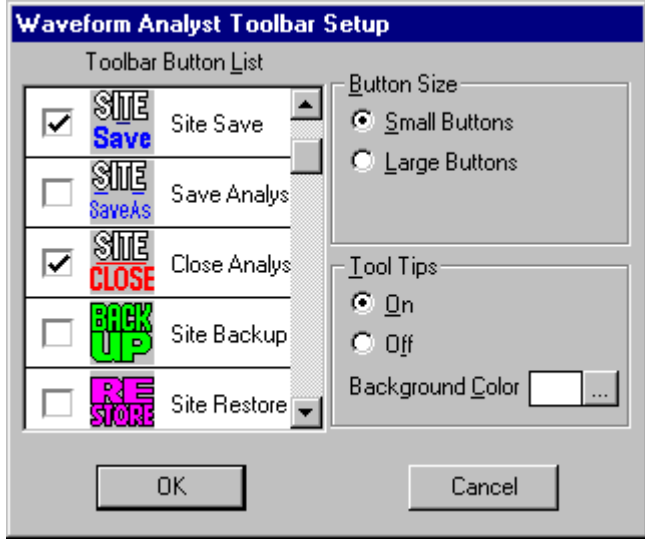 Waveform Analyst Toolbar Setup
Toolbar Button List
SITE
Save
Site Save
SITE
SaveAs
Save Analys
SITE
CLOSE
Close Analys
BACK
UP
Site Backup
RE
STORE
Site Restore
Button Size
Small Buttons
Large Buttons
Tool Tips
On
Off
Background Color
...
OK
Cancel